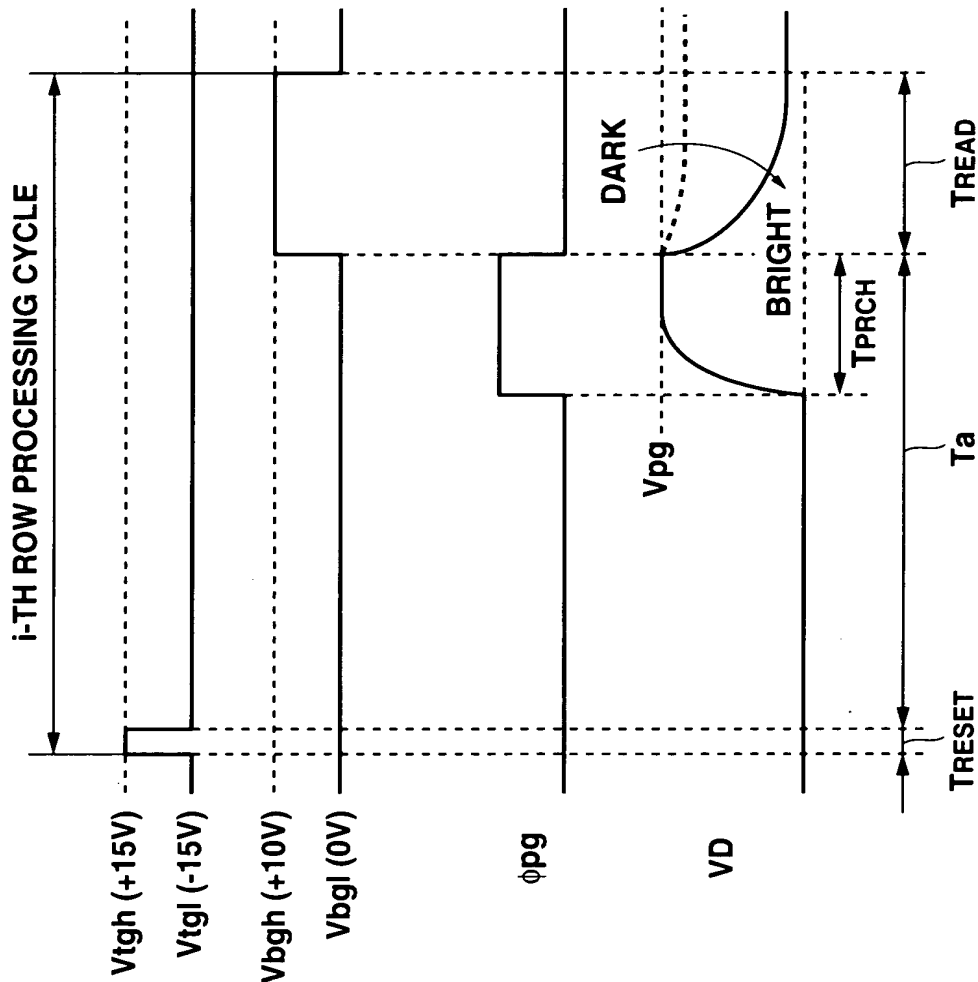 i-TH ROW PROCESSING CYCLE
Vtgh (+15V)
Vtgl (-15V)
Vbgh (+10V)
Vbgl (0V)
ϕpg
VD
Vpg
DARK
BRIGHT
TPRCH
TRESET
Ta
TREAD